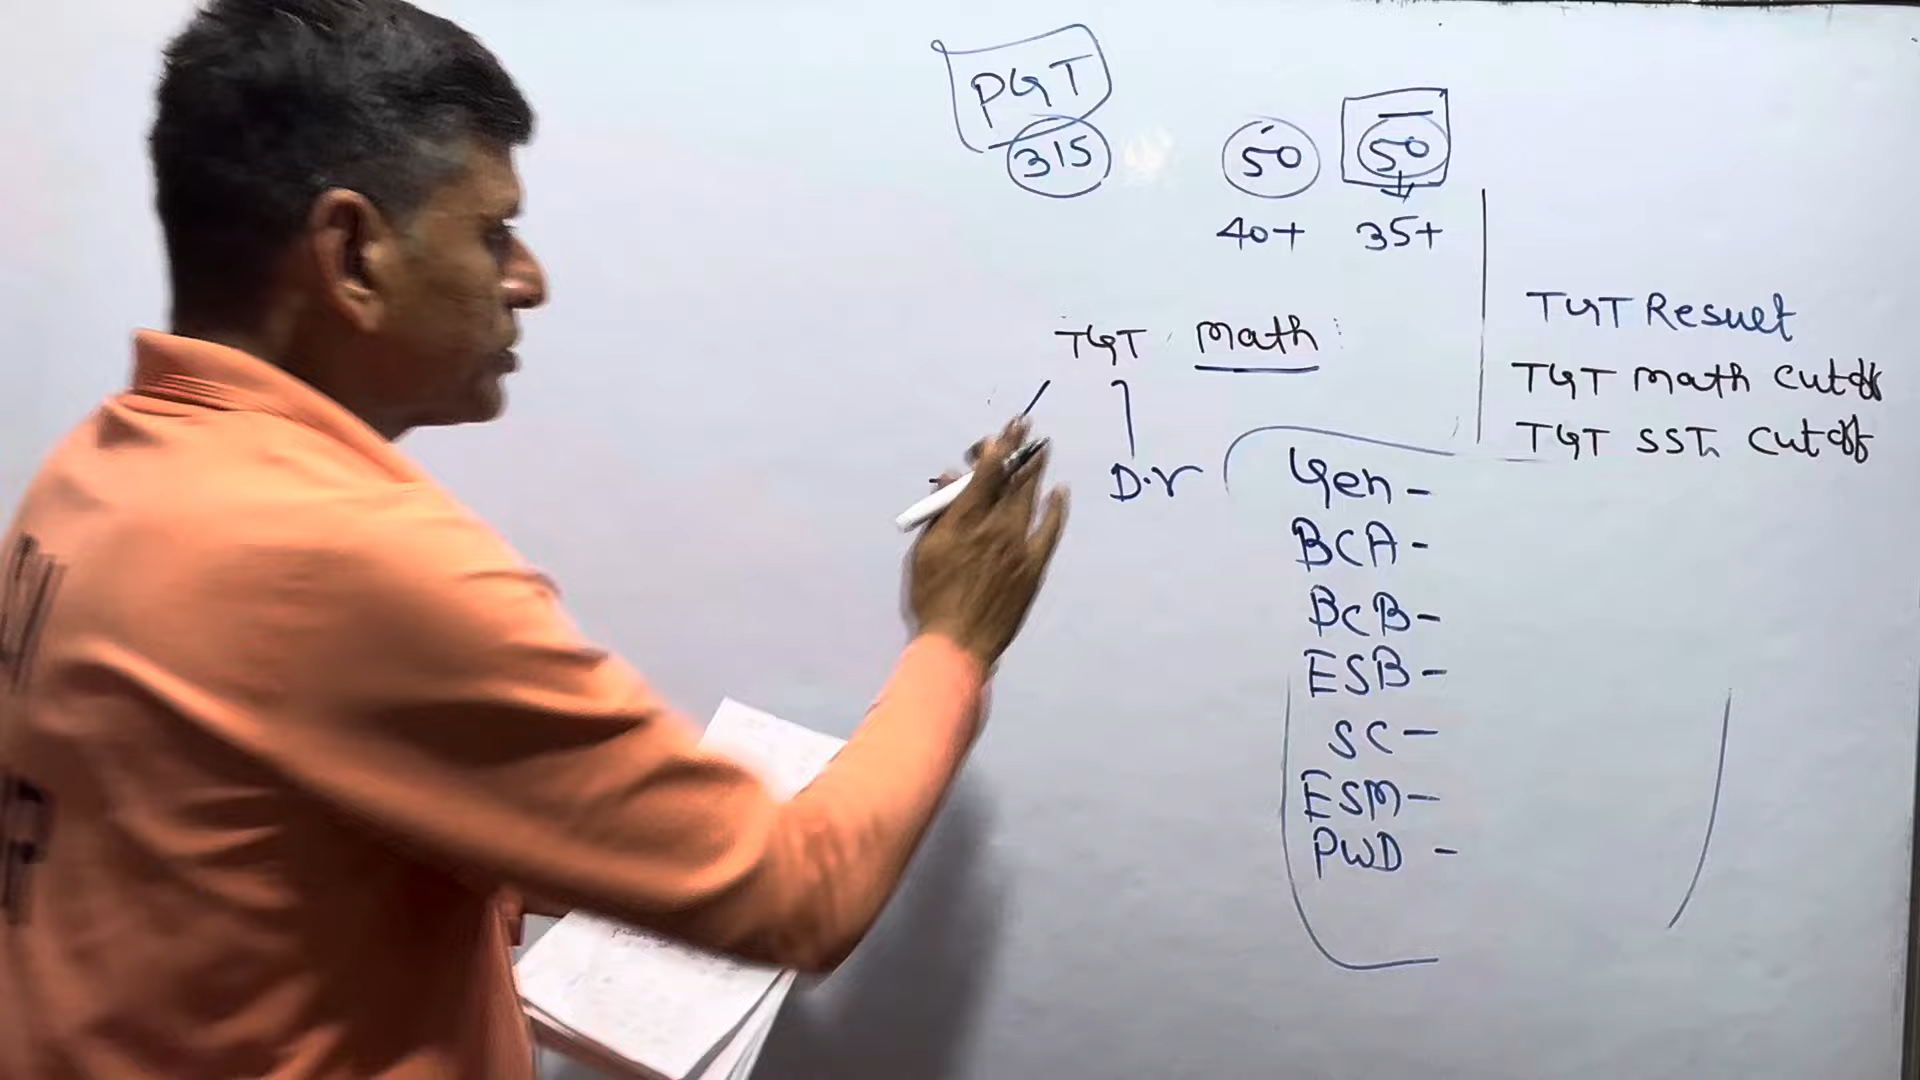 PGT
315
50 50
40+ 35+
TGT Math
D.V
TGT Result
TGT Math cutoff
TGT SST cutoff
Gen -
BCA -
BCB -
ESB -
SC -
ESM -
PWD -